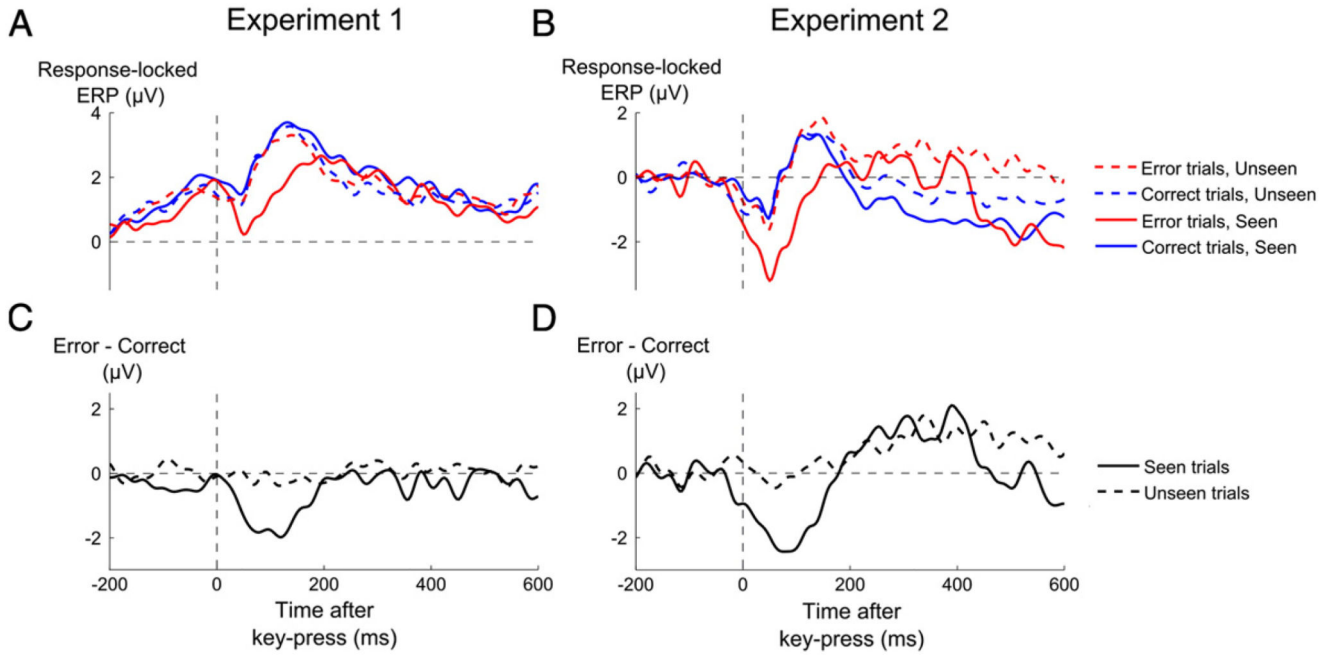 A
Experiment 1
Response-locked
ERP (µV)
4
2
0
B
Experiment 2
Response-locked
ERP (µV)
2
0
-2
Error trials, Unseen
Correct trials, Unseen
Error trials, Seen
Correct trials, Seen
C
Error - Correct
(µV)
2
0
-2
-200
0
200
400
600
Time after
key-press (ms)
D
Error - Correct
(µV)
2
0
-2
-200
0
200
400
600
Time after
key-press (ms)
Seen trials
Unseen trials